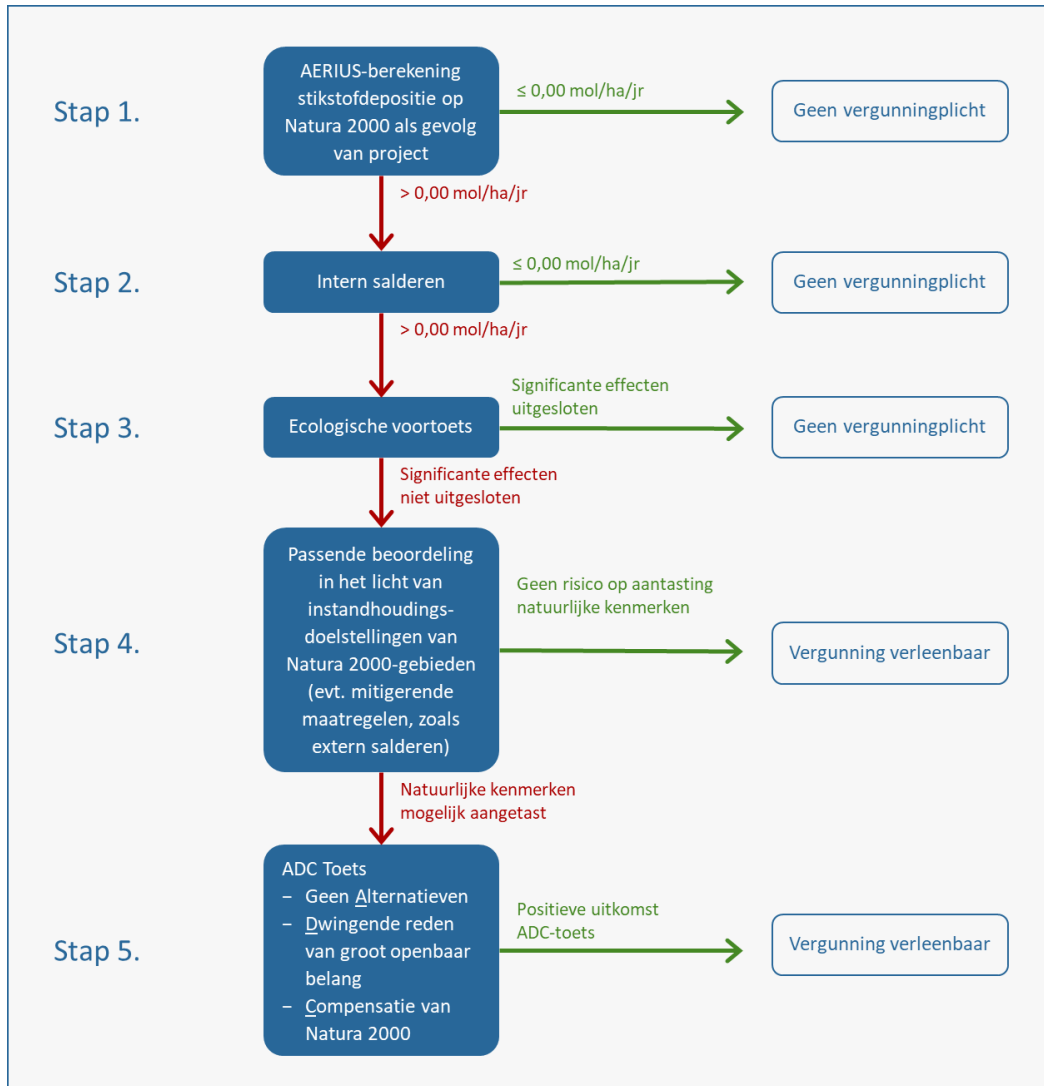 Stap 1.
AERIUS-berekening
stikstofdepositie op
Natura 2000 als gevolg
van project
≤ 0,00 mol/ha/jr
Geen vergunningplicht
> 0,00 mol/ha/jr
Stap 2.
Intern salderen
≤ 0,00 mol/ha/jr
Geen vergunningplicht
> 0,00 mol/ha/jr
Stap 3.
Ecologische voortoets
Significante effecten
uitgesloten
Geen vergunningplicht
Significante effecten
niet uitgesloten
Stap 4.
Passende beoordeling
in het licht van
instandhoudings-
doelstellingen van
Natura 2000-gebieden
(evt. mitigerende
maatregelen, zoals
extern salderen)
Geen risico op aantasting
natuurlijke kenmerken
Vergunning verleenbaar
Natuurlijke kenmerken
mogelijk aangetast
Stap 5.
ADC Toets
– Geen Alternatieven
– Dwingende reden
van groot openbaar
belang
– Compensatie van
Natura 2000
Positieve uitkomst
ADC-toets
Vergunning verleenbaar